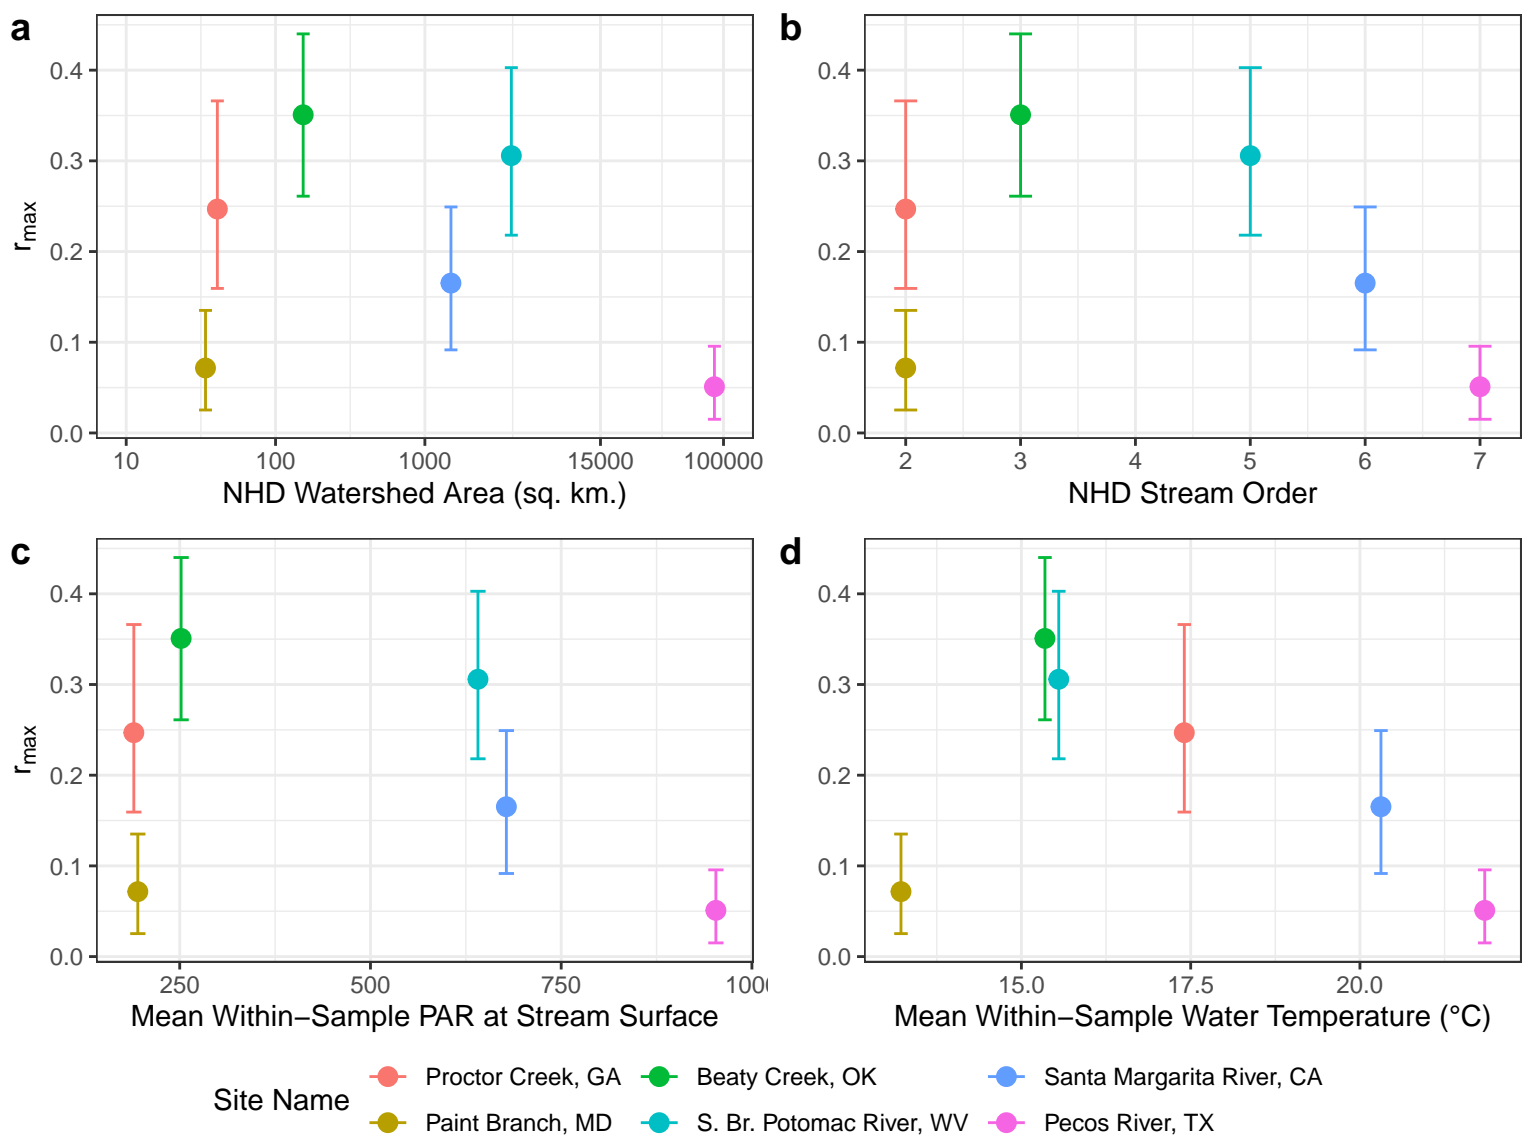 a
b
0.4
0.3
0.2
0.1
0.0
r_max
10 100 1000 15000 100000
NHD Watershed Area (sq. km.)
0.4
0.3
0.2
0.1
0.0
2 3 4 5 6 7
NHD Stream Order
c
d
0.4
0.3
0.2
0.1
0.0
r_max
250 500 750 100
Mean Within−Sample PAR at Stream Surface
0.4
0.3
0.2
0.1
0.0
15.0 17.5 20.0
Mean Within−Sample Water Temperature (°C)
Site Name
Proctor Creek, GA Beaty Creek, OK Santa Margarita River, CA
Paint Branch, MD S. Br. Potomac River, WV Pecos River, TX